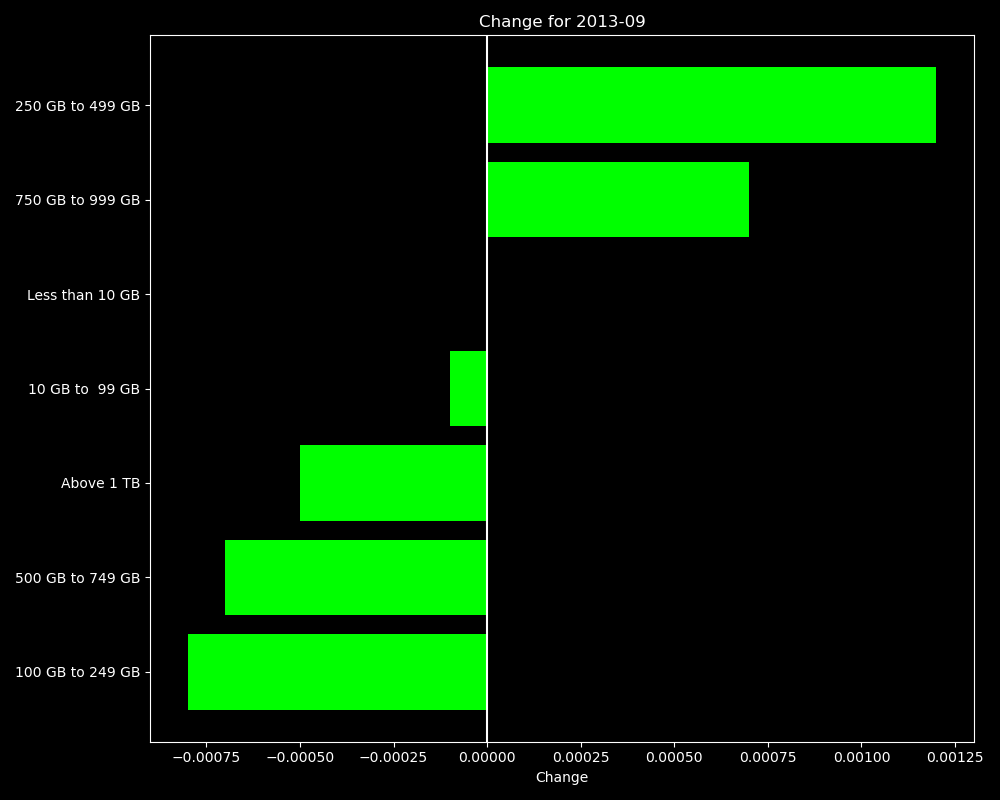 Change for 2013-09
250 GB to 499 GB
750 GB to 999 GB
Less than 10 GB
10 GB to  99 GB
Above 1 TB
500 GB to 749 GB
100 GB to 249 GB
−0.00075 −0.00050 −0.00025 0.00000 0.00025 0.00050 0.00075 0.00100 0.00125
Change